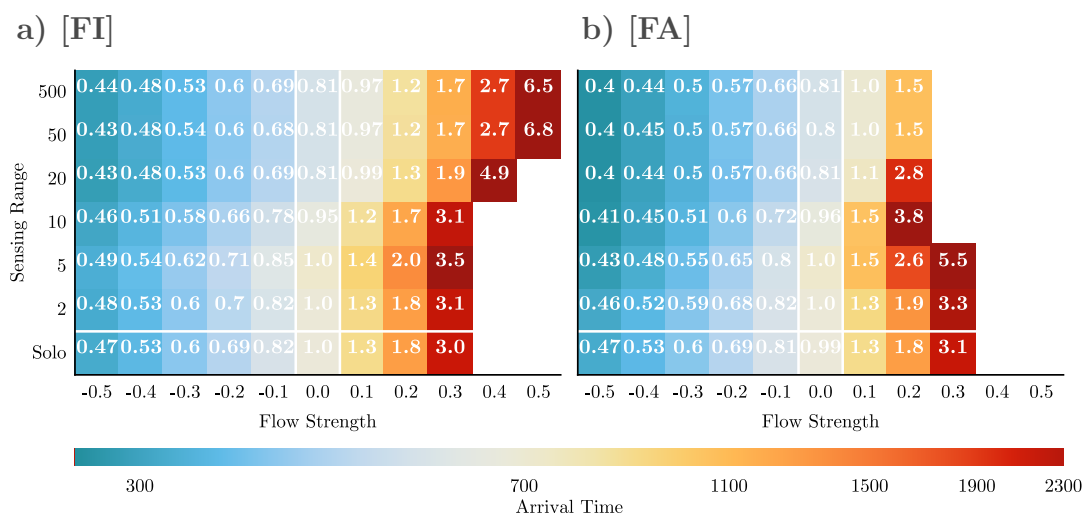 a) [FI]
b) [FA]
Sensing Range
500 0.44 0.48 0.53 0.6 0.69 0.81 0.97 1.2 1.7 2.7 6.5
50 0.43 0.48 0.54 0.6 0.68 0.81 0.97 1.2 1.7 2.7 6.8
20 0.43 0.48 0.53 0.6 0.69 0.81 0.99 1.3 1.9 4.9
10 0.46 0.51 0.58 0.66 0.78 0.95 1.2 1.7 3.1
5 0.49 0.54 0.62 0.71 0.85 1.0 1.4 2.0 3.5
2 0.48 0.53 0.6 0.7 0.82 1.0 1.3 1.8 3.1
Solo 0.47 0.53 0.6 0.69 0.82 1.0 1.3 1.8 3.0
-0.5 -0.4 -0.3 -0.2 -0.1 0.0 0.1 0.2 0.3 0.4 0.5
Flow Strength
0.4 0.44 0.5 0.57 0.66 0.81 1.0 1.5
0.4 0.45 0.5 0.57 0.66 0.8 1.0 1.5
0.4 0.44 0.5 0.57 0.66 0.81 1.1 2.8
0.41 0.45 0.51 0.6 0.72 0.96 1.5 3.8
0.43 0.48 0.55 0.65 0.8 1.0 1.5 2.6 5.5
0.46 0.52 0.59 0.68 0.82 1.0 1.3 1.9 3.3
0.47 0.53 0.6 0.69 0.81 0.99 1.3 1.8 3.1
-0.5 -0.4 -0.3 -0.2 -0.1 0.0 0.1 0.2 0.3 0.4 0.5
Flow Strength
300 700 1100 1500 1900 2300
Arrival Time